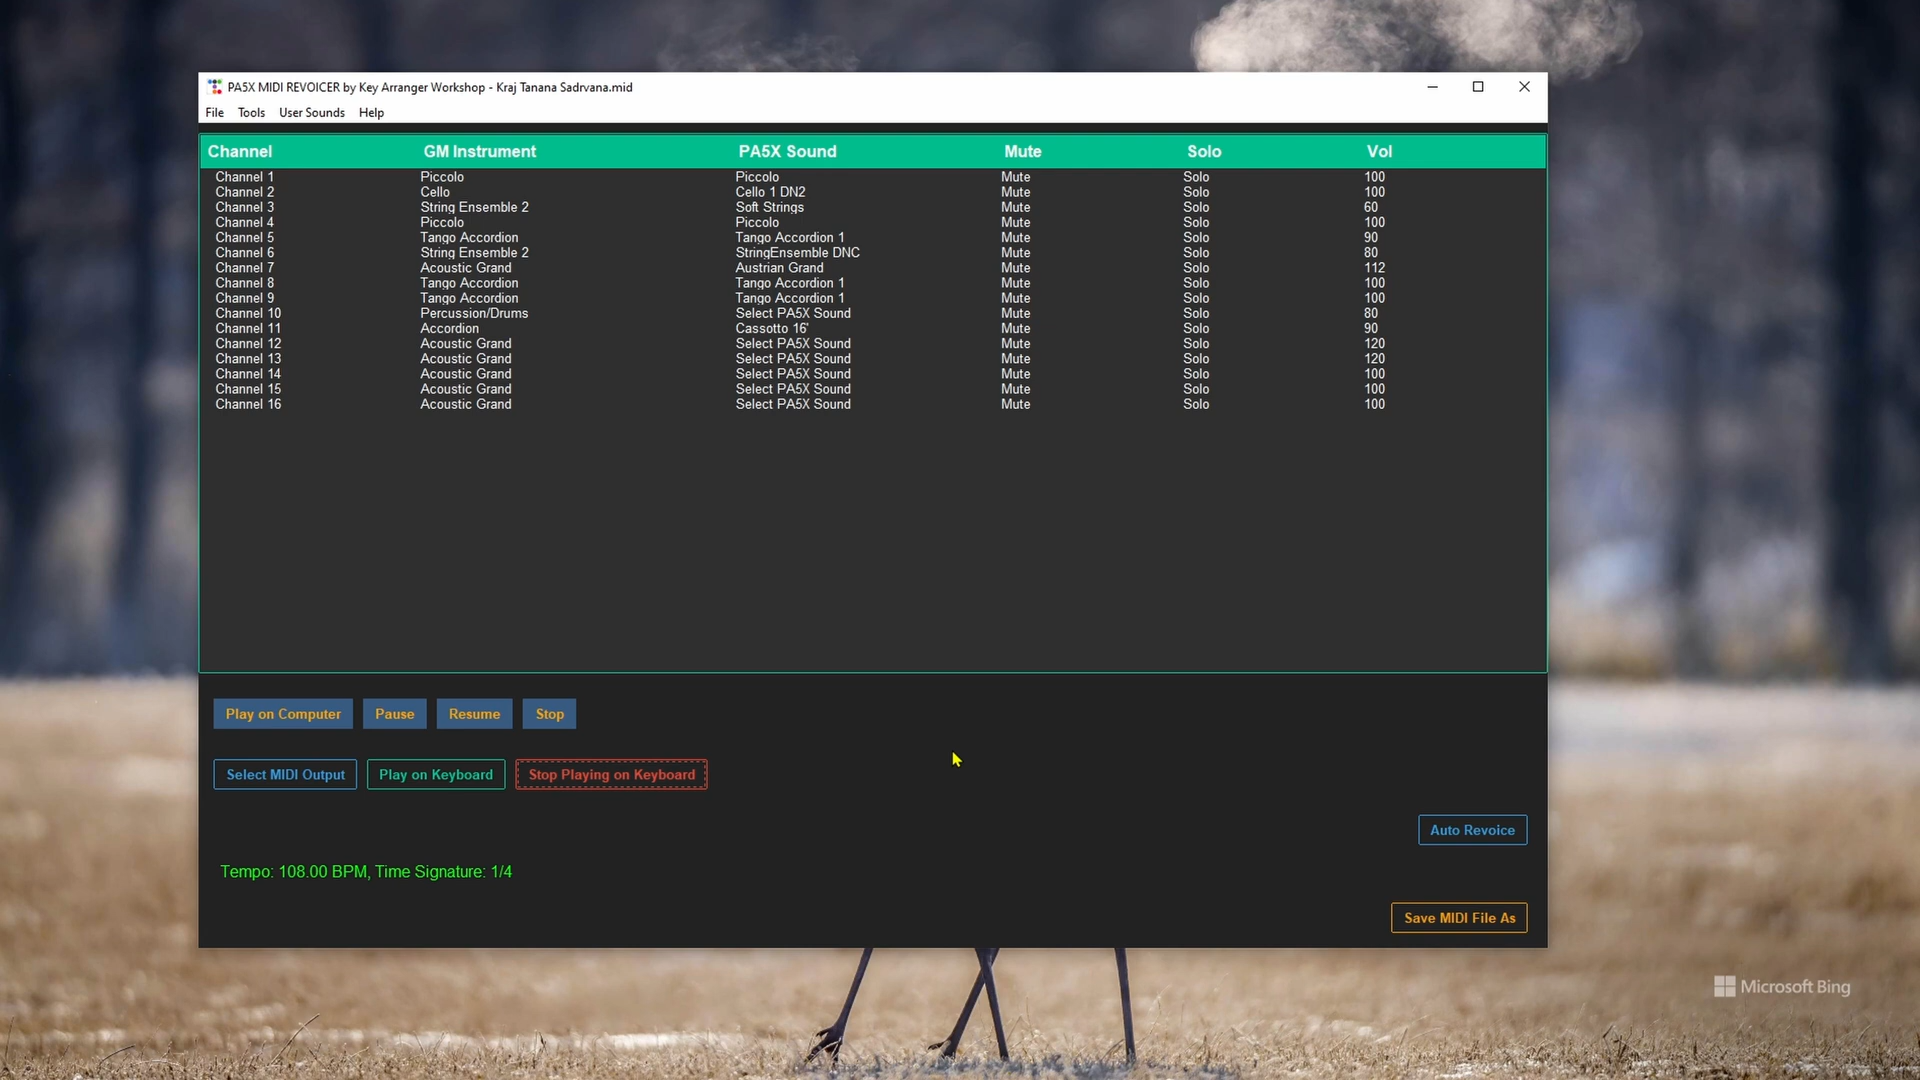 PA5X MIDI REVOICER by Key Arranger Workshop - Kraj Tanana Sadrvana.mid
File Tools User Sounds Help
Channel GM Instrument PA5X Sound Mute Solo Vol
Channel 1 Piccolo Piccolo Mute Solo 100
Channel 2 Cello Cello 1 DN2 Mute Solo 100
Channel 3 String Ensemble 2 Soft Strings Mute Solo 60
Channel 4 Piccolo Piccolo Mute Solo 100
Channel 5 Tango Accordion Tango Accordion 1 Mute Solo 90
Channel 6 String Ensemble 2 StringEnsemble DNC Mute Solo 80
Channel 7 Acoustic Grand Austrian Grand Mute Solo 112
Channel 8 Tango Accordion Tango Accordion 1 Mute Solo 100
Channel 9 Tango Accordion Tango Accordion 1 Mute Solo 100
Channel 10 Percussion/Drums Select PA5X Sound Mute Solo 80
Channel 11 Accordion Cassotto 16' Mute Solo 90
Channel 12 Acoustic Grand Select PA5X Sound Mute Solo 120
Channel 13 Acoustic Grand Select PA5X Sound Mute Solo 120
Channel 14 Acoustic Grand Select PA5X Sound Mute Solo 100
Channel 15 Acoustic Grand Select PA5X Sound Mute Solo 100
Channel 16 Acoustic Grand Select PA5X Sound Mute Solo 100
Play on Computer Pause Resume Stop
Select MIDI Output Play on Keyboard Stop Playing on Keyboard
Auto Revoice
Tempo: 108.00 BPM, Time Signature: 1/4
Save MIDI File As
Microsoft Bing